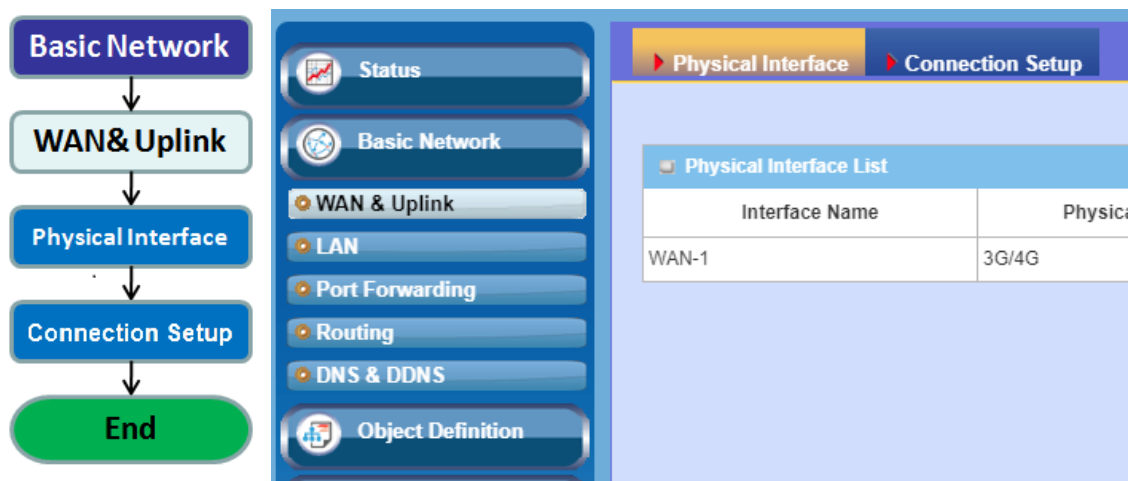 Basic Network
WAN& Uplink
Physical Interface
Connection Setup
End
Status
Basic Network
WAN & Uplink
LAN
Port Forwarding
Routing
DNS & DDNS
Object Definition
Physical Interface
Connection Setup
Physical Interface List
Interface Name
WAN-1
3G/4G